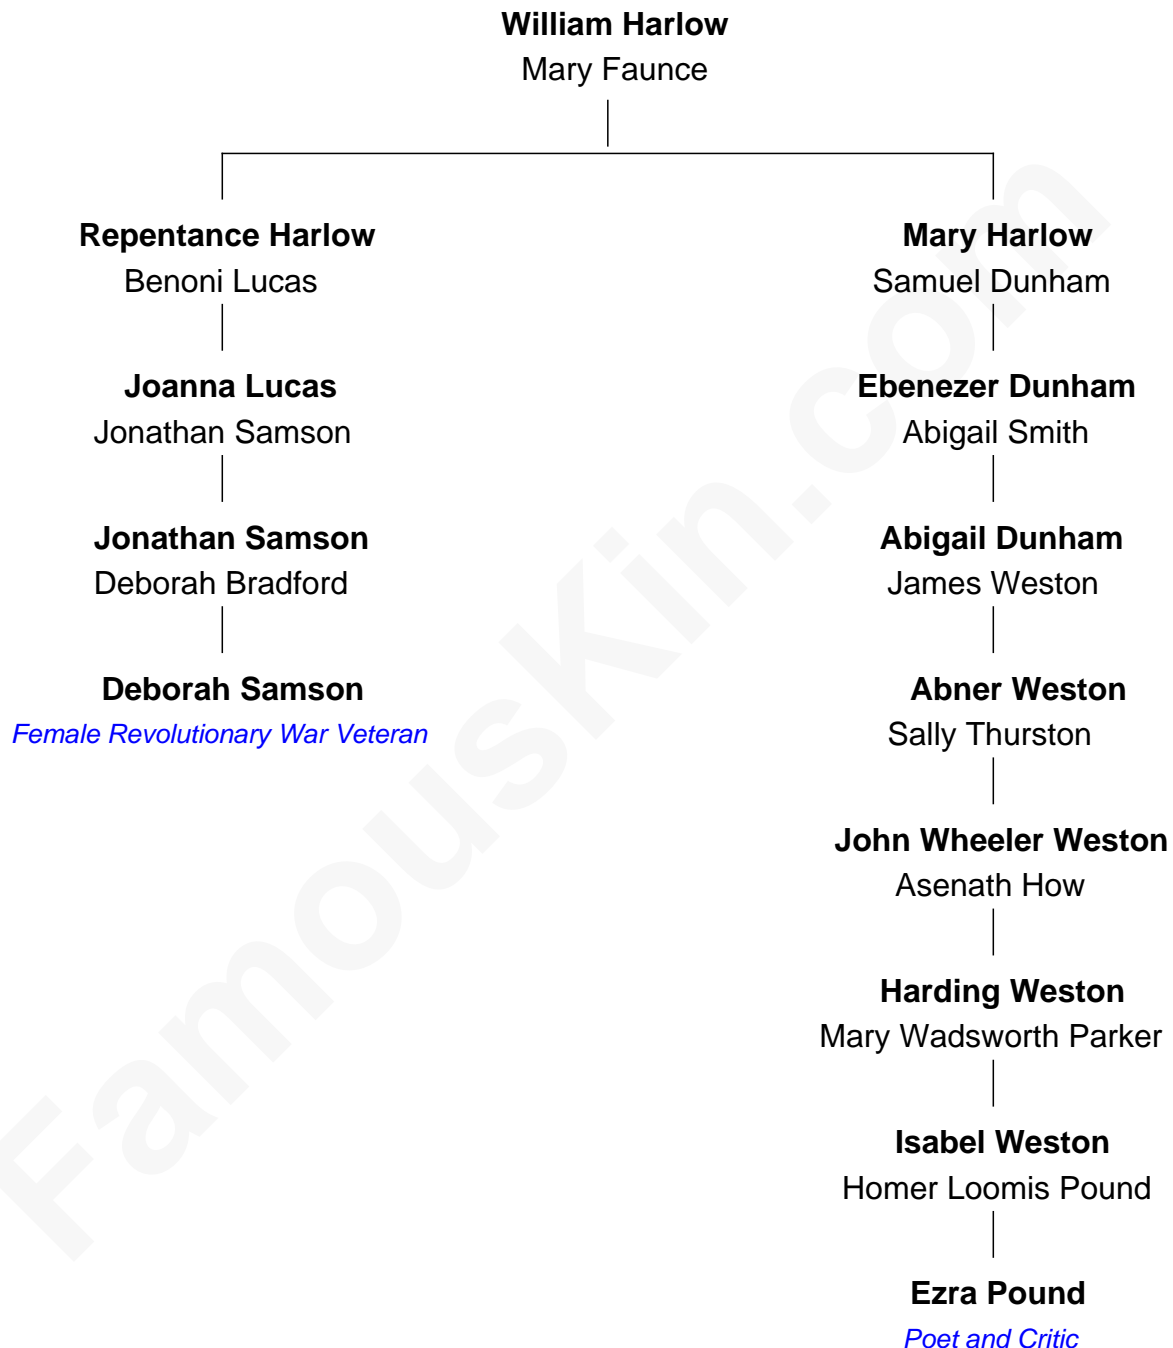 William Harlow
Mary Faunce
Repentance Harlow
Benoni Lucas
Mary Harlow
Samuel Dunham
Joanna Lucas
Jonathan Samson
Ebenezer Dunham
Abigail Smith
Jonathan Samson
Deborah Bradford
Abigail Dunham
James Weston
Deborah Samson
Female Revolutionary War Veteran
Abner Weston
Sally Thurston
John Wheeler Weston
Asenath How
Harding Weston
Mary Wadsworth Parker
Isabel Weston
Homer Loomis Pound
Ezra Pound
Poet and Critic
FamousKin.com